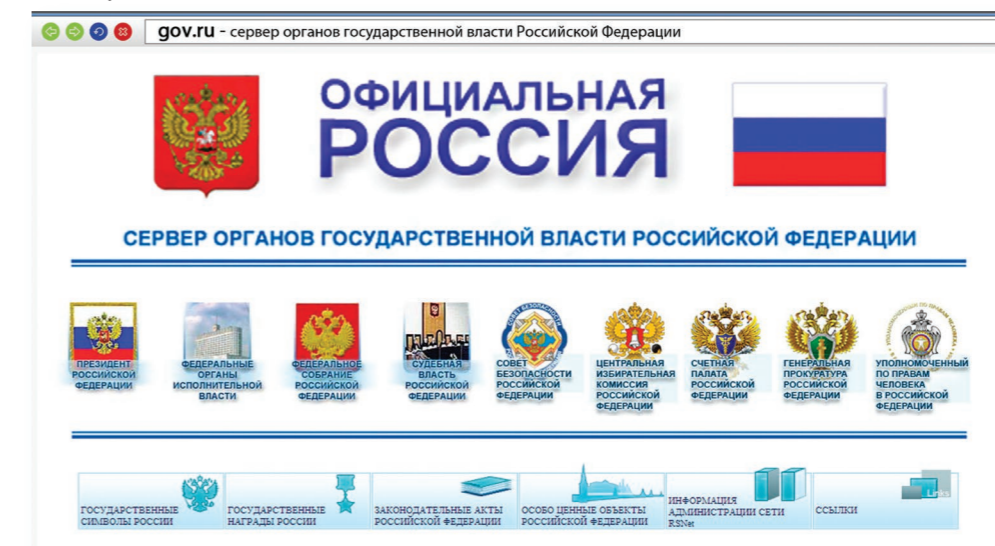 gov.ru - сервер органов государственной власти Российской Федерации
ОФИЦИАЛЬНАЯ
РОССИЯ
СЕРВЕР ОРГАНОВ ГОСУДАРСТВЕННОЙ ВЛАСТИ РОССИЙСКОЙ ФЕДЕРАЦИИ
ПРЕЗИДЕНТ
РОССИЙСКОЙ
ФЕДЕРАЦИИ
ФЕДЕРАЛЬНЫЕ
ОРГАНЫ
ИСПОЛНИТЕЛЬНОЙ
ВЛАСТИ
ФЕДЕРАЛЬНОЕ
СОБРАНИЕ
РОССИЙСКОЙ
ФЕДЕРАЦИИ
СУДЕБНАЯ
ВЛАСТЬ
РОССИЙСКОЙ
ФЕДЕРАЦИИ
СОВЕТ БЕЗОПАСНОСТИ
СОВЕТ
БЕЗОПАСНОСТИ
РОССИЙСКОЙ
ФЕДЕРАЦИИ
ЦЕНТРАЛЬНАЯ
ИЗБИРАТЕЛЬНАЯ
КОМИССИЯ
РОССИЙСКОЙ
ФЕДЕРАЦИИ
СЧЕТНАЯ
ПАЛАТА
РОССИЙСКОЙ
ФЕДЕРАЦИИ
ГЕНЕРАЛЬНАЯ
ПРОКУРАТУРА
РОССИЙСКОЙ
ФЕДЕРАЦИИ
УПОЛНОМОЧЕННЫЙ
ПО ПРАВАМ
ЧЕЛОВЕКА
В РОССИЙСКОЙ
ФЕДЕРАЦИИ
ГОСУДАРСТВЕННЫЕ
СИМВОЛЫ РОССИИ
ГОСУДАРСТВЕННЫЕ
НАГРАДЫ РОССИИ
ЗАКОНОДАТЕЛЬНЫЕ АКТЫ
РОССИЙСКОЙ ФЕДЕРАЦИИ
ОСОБО ЦЕННЫЕ ОБЪЕКТЫ
РОССИЙСКОЙ ФЕДЕРАЦИИ
ИНФОРМАЦИЯ
АДМИНИСТРАЦИИ СЕТИ
RSNet
ССЫЛКИ
Links